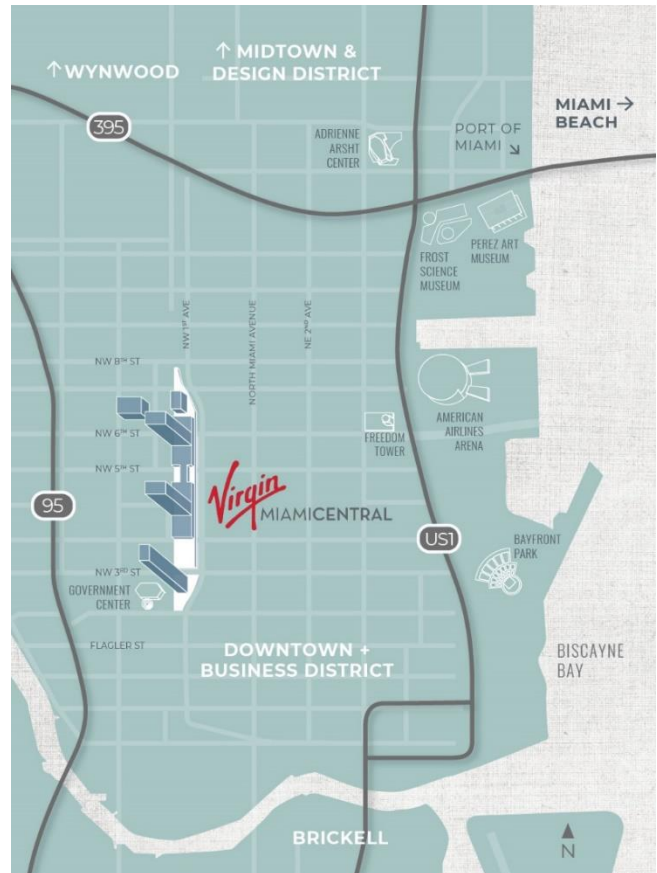 ↑ WYNWOOD
↑ MIDTOWN &
DESIGN DISTRICT
MIAMI →
BEACH
395
ADRIENNE
ARSHT
CENTER
PORT OF
MIAMI ↘
FROST
SCIENCE
MUSEUM
PEREZ ART
MUSEUM
NW 1ST AVE
NORTH MIAMI AVENUE
NE 2ND AVE
NW 8TH ST
AMERICAN
AIRLINES
ARENA
FREEDOM
TOWER
NW 6TH ST
NW 5TH ST
95
Virgin
MIAMICENTRAL
US1
BAYFRONT
PARK
NW 3RD ST
GOVERNMENT
CENTER
FLAGLER ST
DOWNTOWN +
BUSINESS DISTRICT
BISCAYNE
BAY
BRICKELL
N